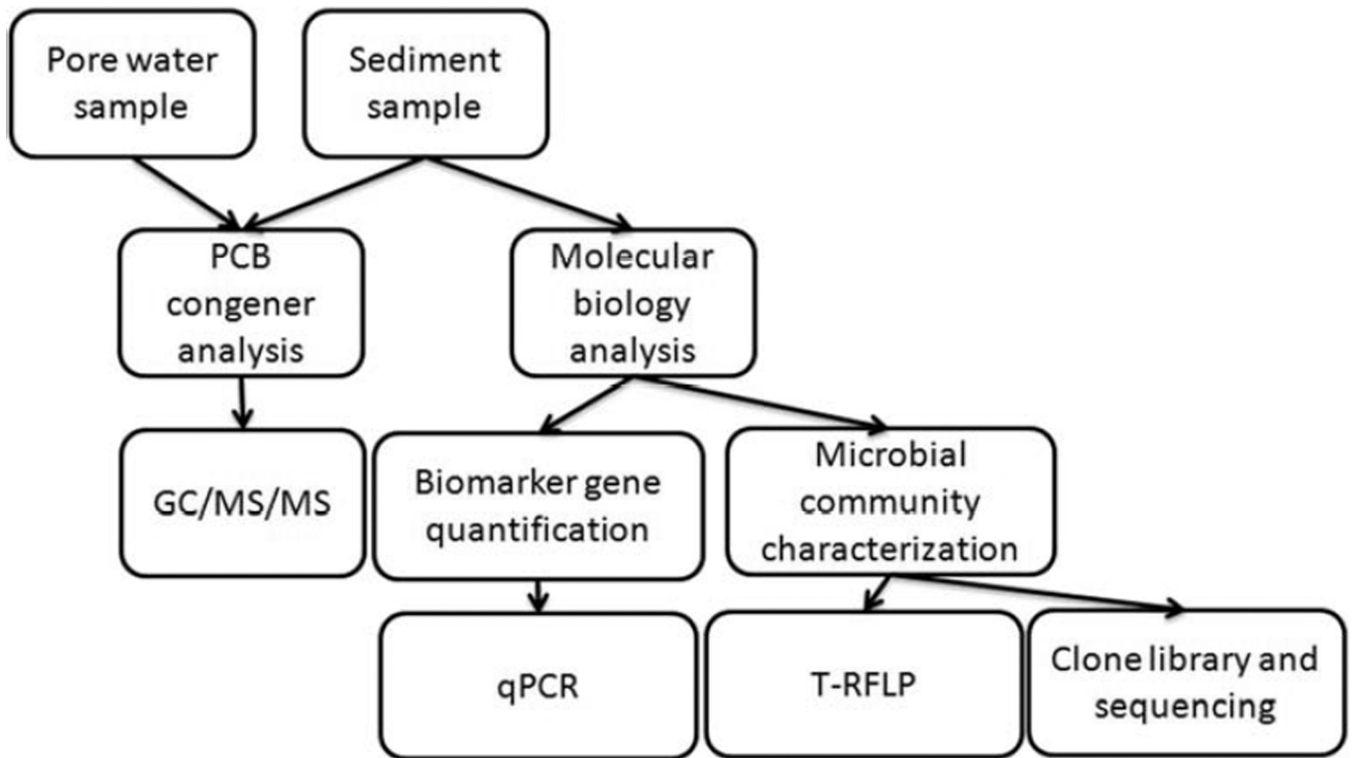 Pore water
sample
Sediment
sample
PCB
congener
analysis
Molecular
biology
analysis
GC/MS/MS
Biomarker gene
quantification
Microbial
community
characterization
qPCR
T-RFLP
Clone library and
sequencing